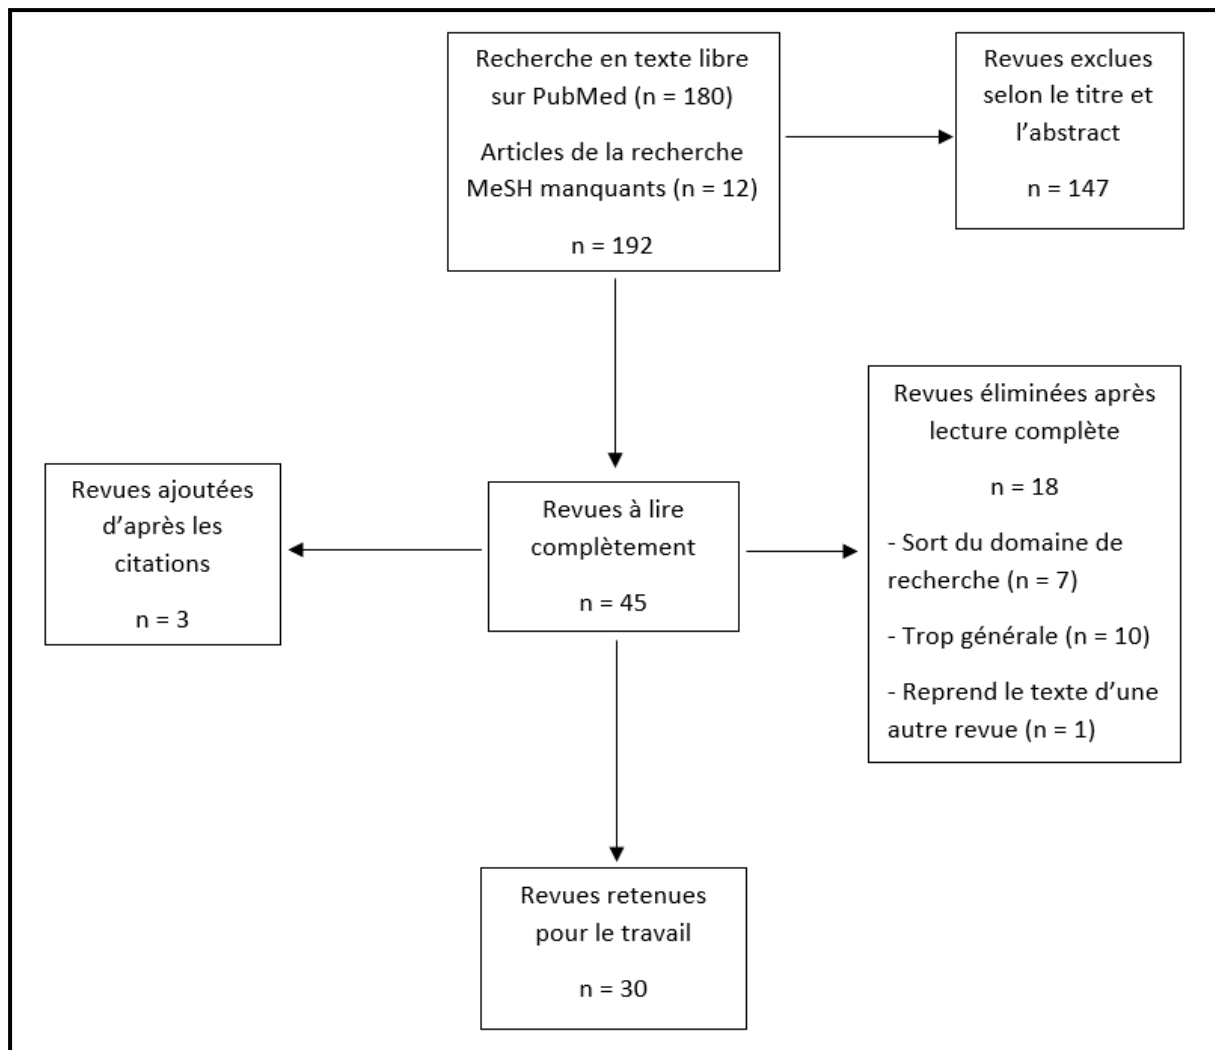 Recherche en texte libre
sur PubMed (n = 180)
Articles de la recherche
MeSH manquants (n = 12)
n = 192
Revues exclues
selon le titre et
l’abstract
n = 147
Revues éliminées après
lecture complète
n = 18
- Sort du domaine de
recherche (n = 7)
- Trop générale (n = 10)
- Reprend le texte d’une
autre revue (n = 1)
Revues ajoutées
d’après les
citations
n = 3
Revues à lire
complètement
n = 45
Revues retenues
pour le travail
n = 30